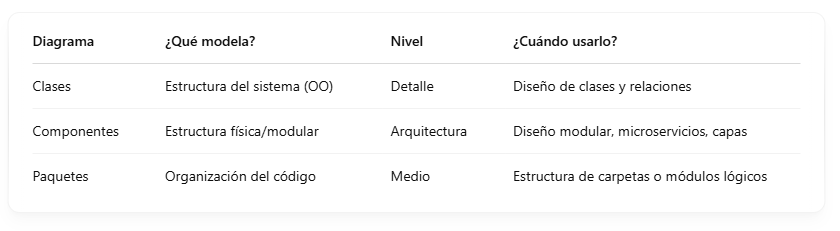 Diagrama ¿Qué modela? Nivel ¿Cuándo usarlo?
Clases Estructura del sistema (OO) Detalle Diseño de clases y relaciones
Componentes Estructura física/modular Arquitectura Diseño modular, microservicios, capas
Paquetes Organización del código Medio Estructura de carpetas o módulos lógicos